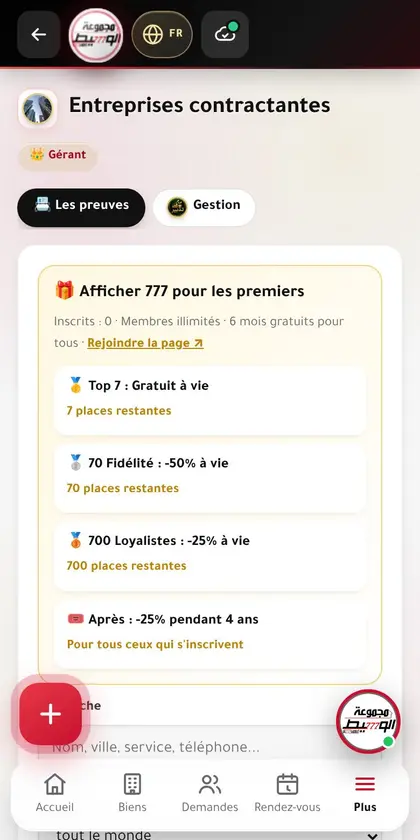 FR
Entreprises contractantes
Gérant
Les preuves
Gestion
Afficher 777 pour les premiers
Inscrits : 0 · Membres illimités · 6 mois gratuits pour
tous · Rejoindre la page ↗
Top 7 : Gratuit à vie
7 places restantes
70 Fidélité : -50% à vie
70 places restantes
700 Loyalistes : -25% à vie
700 places restantes
Après : -25% pendant 4 ans
Pour tous ceux qui s'inscrivent
che
Nom, ville, service, téléphone...
مجموعة
الوسيط
Accueil
Biens
Demandes
Rendez-vous
Plus
tout le monde